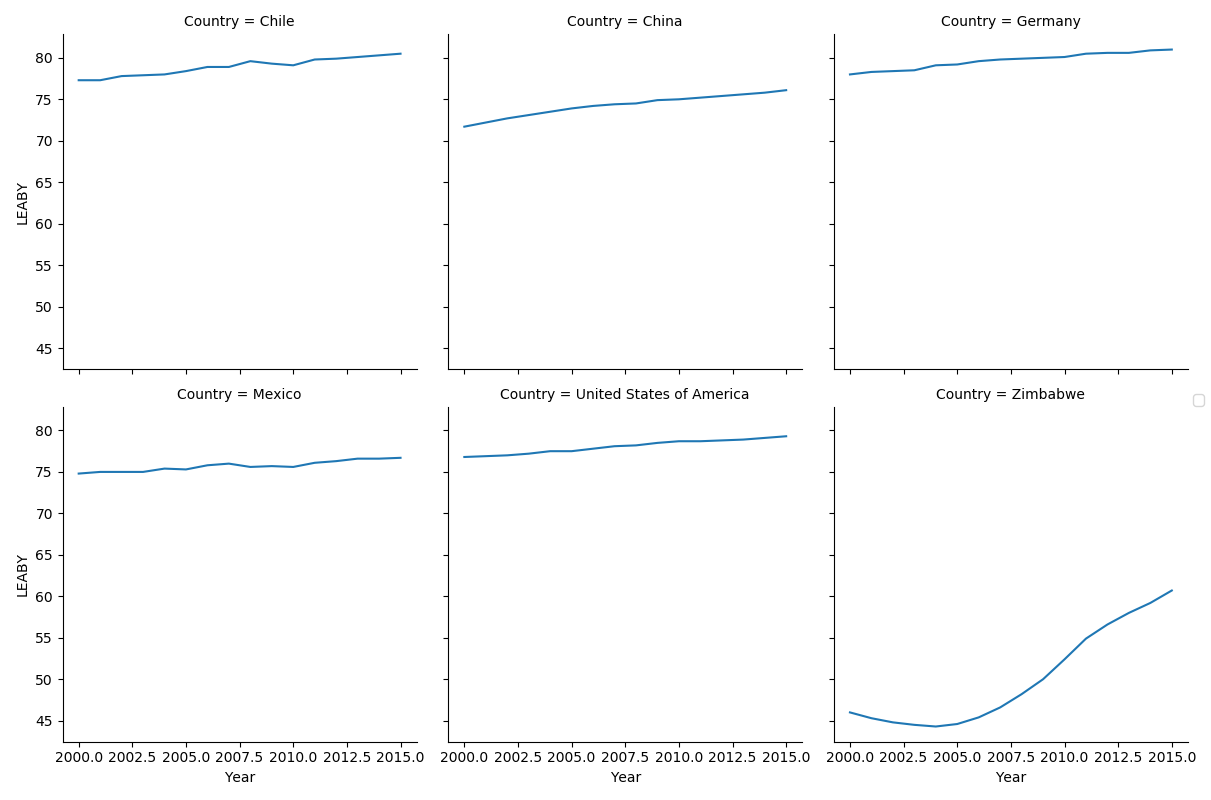 Country = Chile
Country = China
Country = Germany
80
75
70
65
60
55
50
45
LEABY
Country = Mexico
Country = United States of America
Country = Zimbabwe
80
75
70
65
60
55
50
45
LEABY
2000.0 2002.5 2005.0 2007.5 2010.0 2012.5 2015.0
2000.0 2002.5 2005.0 2007.5 2010.0 2012.5 2015.0
2000.0 2002.5 2005.0 2007.5 2010.0 2012.5 2015.0
Year
Year
Year